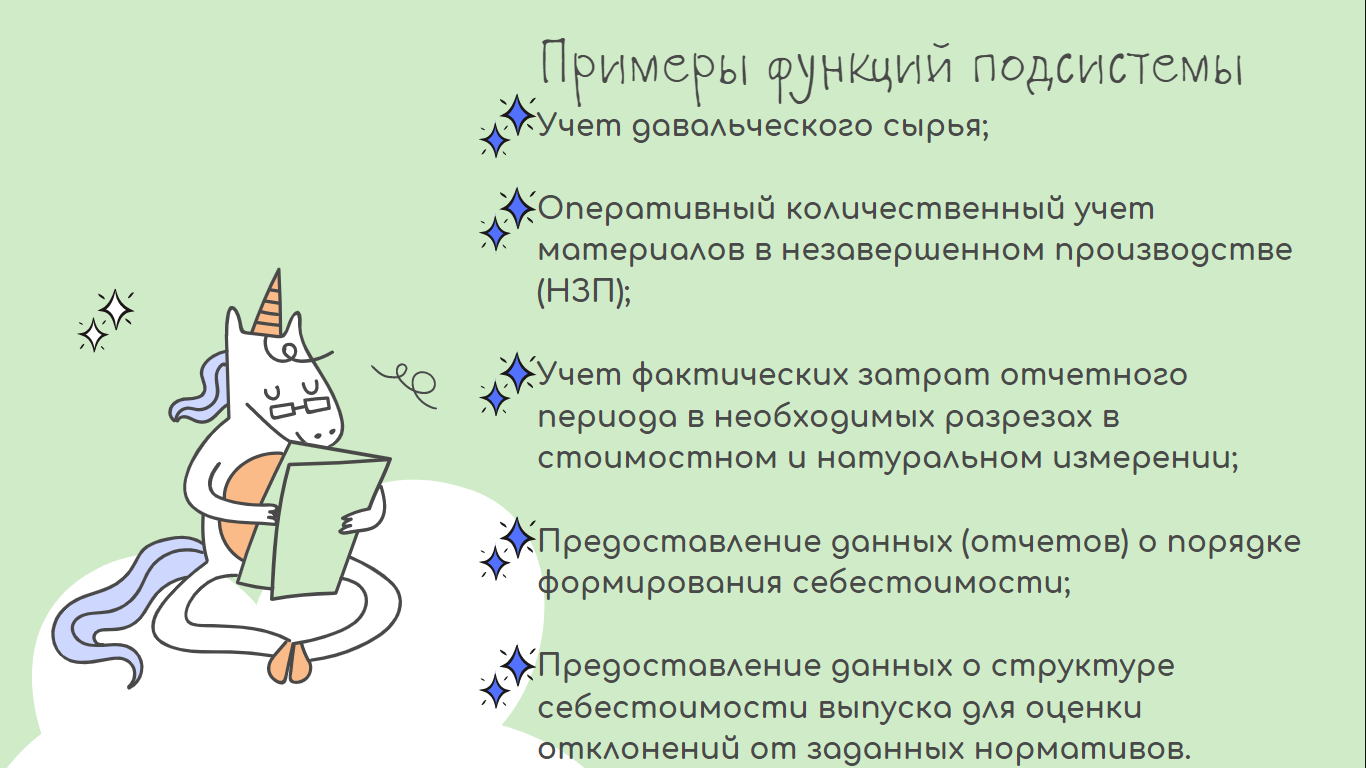 Примеры функций подсистемы
Учет давальческого сырья;
Оперативный количественный учет
материалов в незавершенном производстве
(НЗП);
Учет фактических затрат отчетного
периода в необходимых разрезах в
стоимостном и натуральном измерении;
Предоставление данных (отчетов) о порядке
формирования себестоимости;
Предоставление данных о структуре
себестоимости выпуска для оценки
отклонений от заданных нормативов.